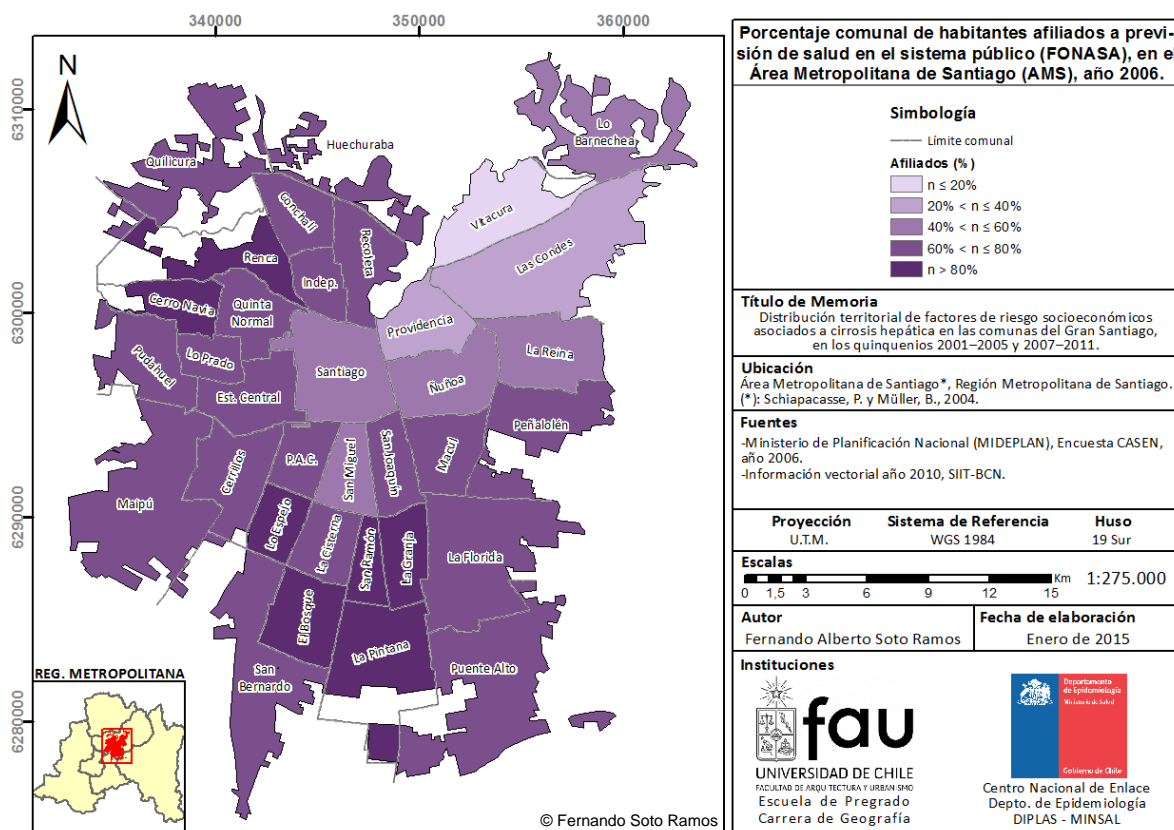 340000
350000
360000
6310000
6300000
6290000
6280000
N
Quilicura
Huechuraba
Lo
Barnechea
Conchalí
Recoleta
Vitacura
Las Condes
Renca
Indep.
Cerro Navia
Quinta
Normal
Providencia
La Reina
Pudahuel
Lo Prado
Santiago
Ñuñoa
Est. Central
Peñalolén
Cerrillos
P.A.C.
San Miguel
San Joaquín
Macul
Maipú
Lo Espejo
La Cisterna
San Ramón
La Granja
La Florida
El Bosque
La Pintana
San
Bernardo
Puente Alto
REG. METROPOLITANA
© Fernando Soto Ramos
Porcentaje comunal de habitantes afiliados a previ-
sión de salud en el sistema público (FONASA), en el
Área Metropolitana de Santiago (AMS), año 2006.
Simbología
Límite comunal
Afiliados (%)
n ≤ 20%
20% < n ≤ 40%
40% < n ≤ 60%
60% < n ≤ 80%
n > 80%
Título de Memoria
Distribución territorial de factores de riesgo socioeconómicos
asociados a cirrosis hepática en las comunas del Gran Santiago,
en los quinquenios 2001–2005 y 2007–2011.
Ubicación
Área Metropolitana de Santiago*, Región Metropolitana de Santiago.
(*): Schiapacasse, P. y Müller, B., 2004.
Fuentes
-Ministerio de Planificación Nacional (MIDEPLAN), Encuesta CASEN,
año 2006.
-Información vectorial año 2010, SIIT-BCN.
Proyección Sistema de Referencia Huso
U.T.M. WGS 1984 19 Sur
Escalas
Km 1:275.000
0 1,5 3 6 9 12 15
Autor Fecha de elaboración
Fernando Alberto Soto Ramos Enero de 2015
Instituciones
fau
UNIVERSIDAD DE CHILE
FACULTAD DE ARQUITECTURA Y URBANISMO
Escuela de Pregrado
Carrera de Geografía
Departamento
de Epidemiología
Ministerio de Salud
Gobierno de Chile
Centro Nacional de Enlace
Depto. de Epidemiología
DIPLAS - MINSAL